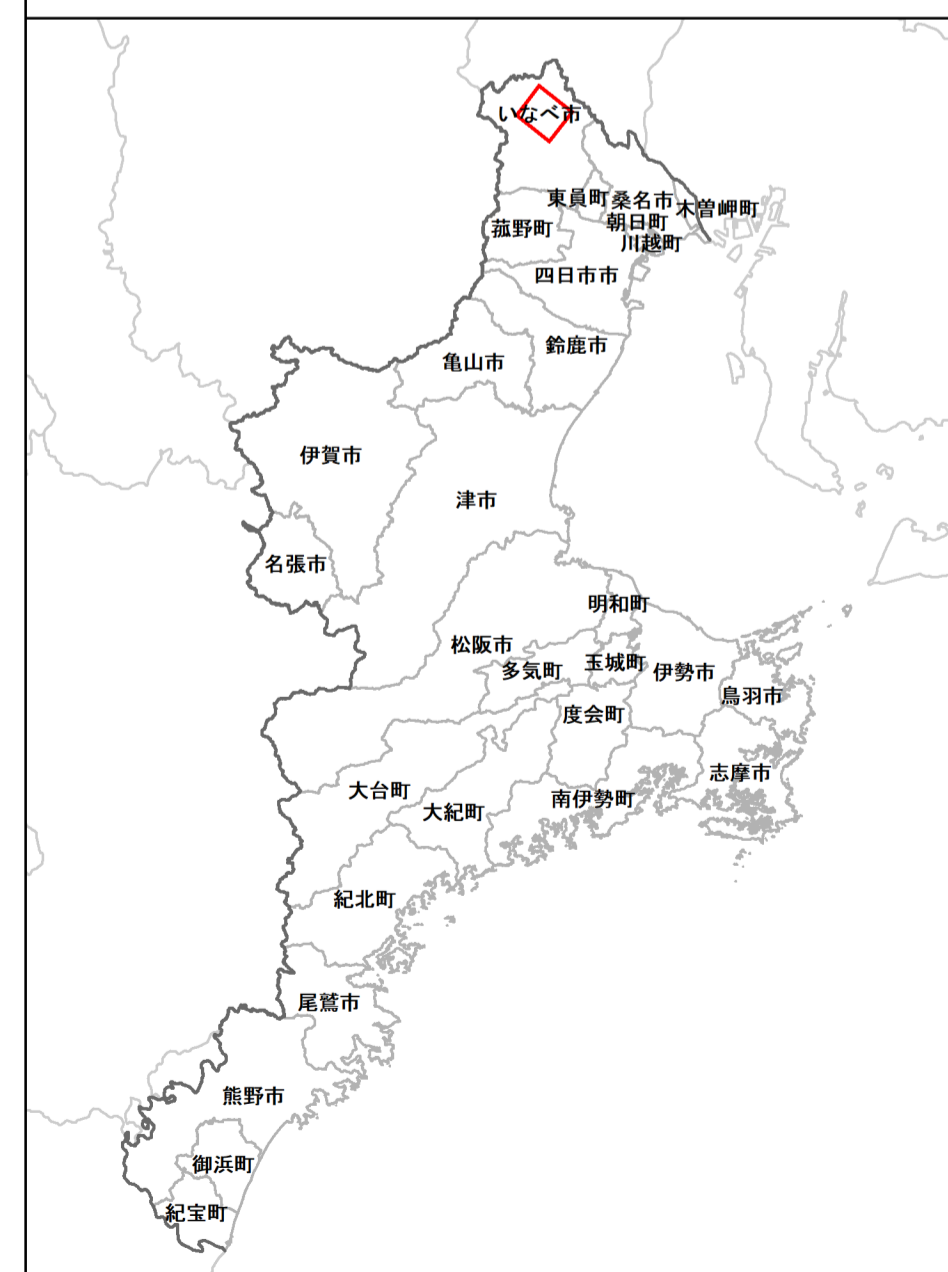 いなべ市
東員町
桑名市
木曽岬町
朝日町
菰野町
川越町
四日市市
鈴鹿市
亀山市
伊賀市
津市
名張市
明和町
松阪市
多気町
玉城町
伊勢市
鳥羽市
度会町
志摩市
大台町
南伊勢町
大紀町
紀北町
尾鷲市
熊野市
御浜町
紀宝町